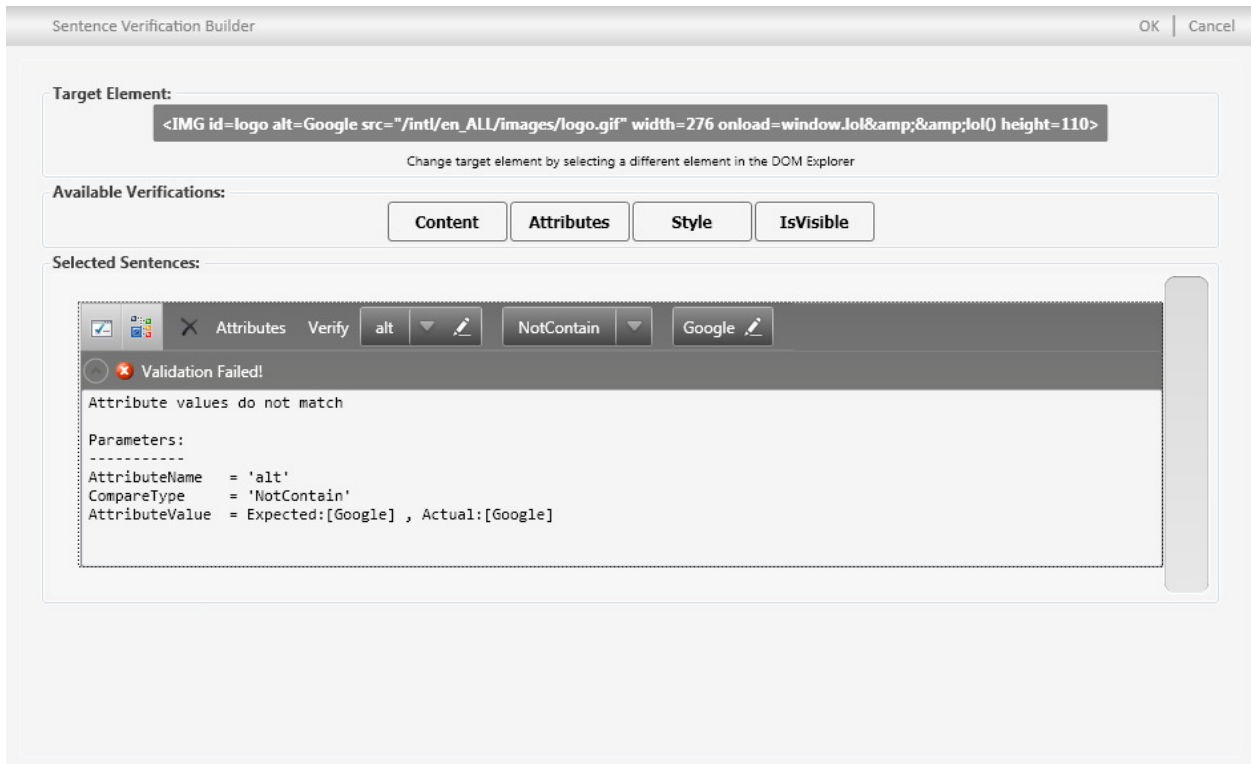 Sentence Verification Builder OK | Cancel
Target Element:
<IMG id=logo alt=Google src="/intl/en_ALL/images/logo.gif" width=276 onload=window.lol&amp;&amp;lol() height=110>
Change target element by selecting a different element in the DOM Explorer
Available Verifications:
Content Attributes Style IsVisible
Selected Sentences:
Attributes Verify alt NotContain Google
Validation Failed!
Attribute values do not match
Parameters:
-----------
AttributeName = 'alt'
CompareType = 'NotContain'
AttributeValue = Expected:[Google] , Actual:[Google]